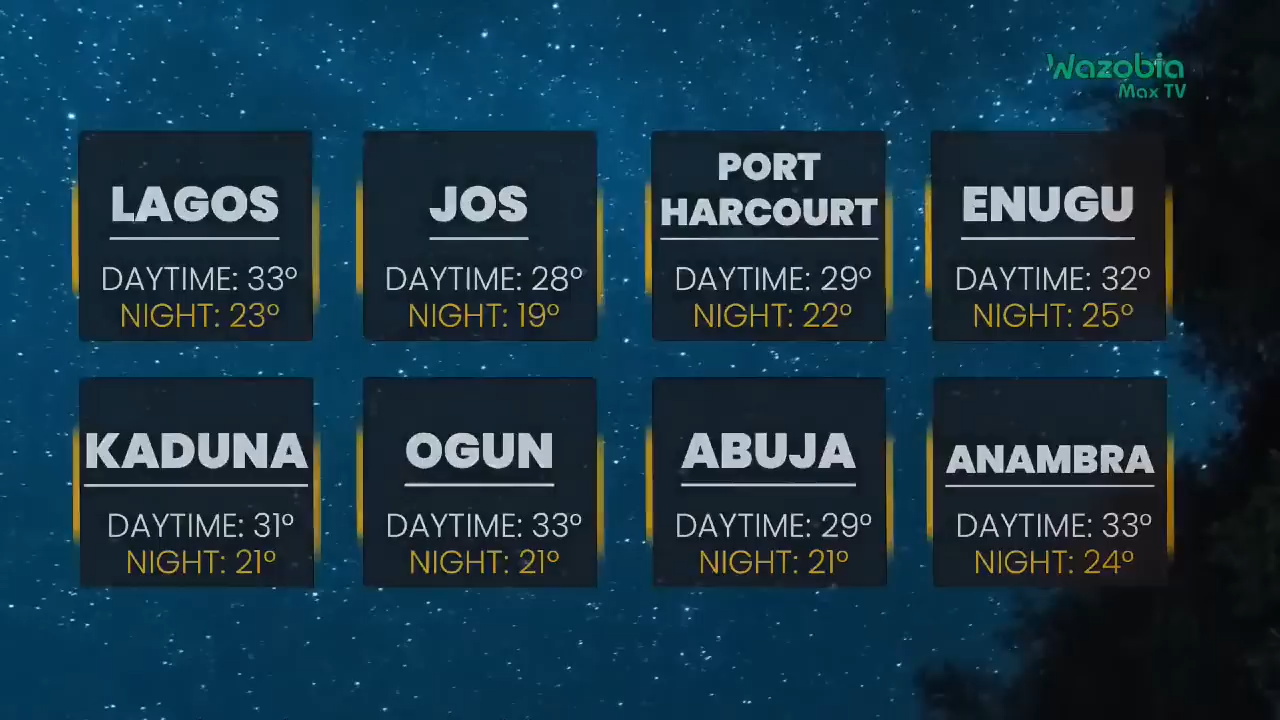 Wazobia
Max TV
LAGOS
DAYTIME: 33º
NIGHT: 23º
JOS
DAYTIME: 28º
NIGHT: 19º
PORT
HARCOURT
DAYTIME: 29º
NIGHT: 22º
ENUGU
DAYTIME: 32º
NIGHT: 25º
KADUNA
DAYTIME: 31º
NIGHT: 21º
OGUN
DAYTIME: 33º
NIGHT: 21º
ABUJA
DAYTIME: 29º
NIGHT: 21º
ANAMBRA
DAYTIME: 33º
NIGHT: 24º